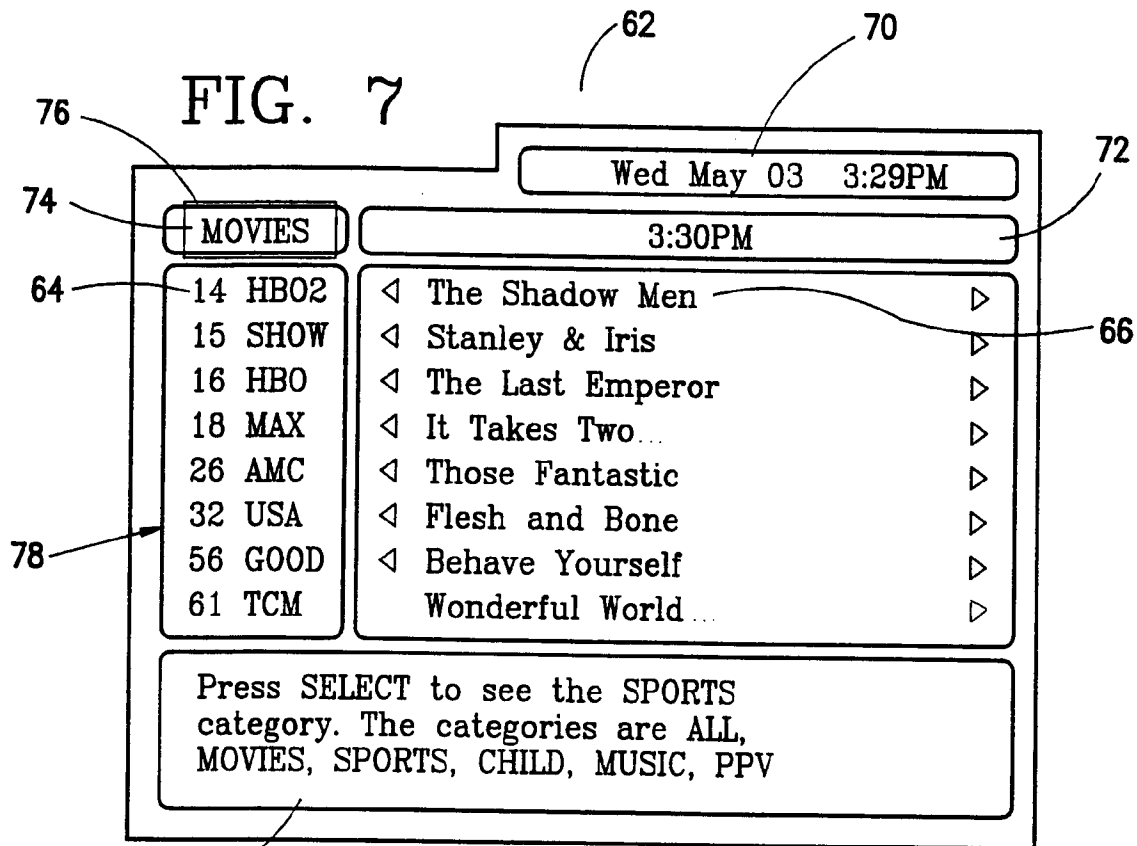 62
70
FIG. 7
76
Wed May 03 3:29PM
72
74
MOVIES
3:30PM
64
14 HBO2 ◁ The Shadow Men ▷
66
15 SHOW ◁ Stanley & Iris ▷
16 HBO ◁ The Last Emperor ▷
18 MAX ◁ It Takes Two... ▷
26 AMC ◁ Those Fantastic ▷
32 USA ◁ Flesh and Bone ▷
78
56 GOOD ◁ Behave Yourself ▷
61 TCM Wonderful World... ▷
Press SELECT to see the SPORTS
category. The categories are ALL,
MOVIES, SPORTS, CHILD, MUSIC, PPV